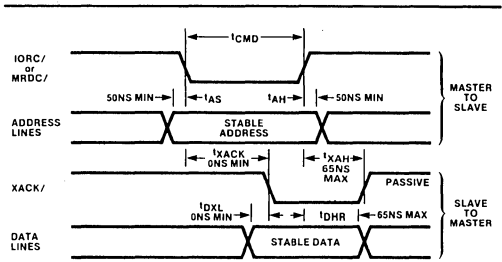 tCMD
IORC/
or
MRDC/
50NS MIN
tAS
tAH
50NS MIN
MASTER
TO
SLAVE
ADDRESS
LINES
STABLE
ADDRESS
tXACK
0NS MIN
tXAH
65NS
MAX
XACK/
PASSIVE
tDXL
0NS MIN
tDHR
65NS MAX
SLAVE
TO
MASTER
DATA
LINES
STABLE DATA